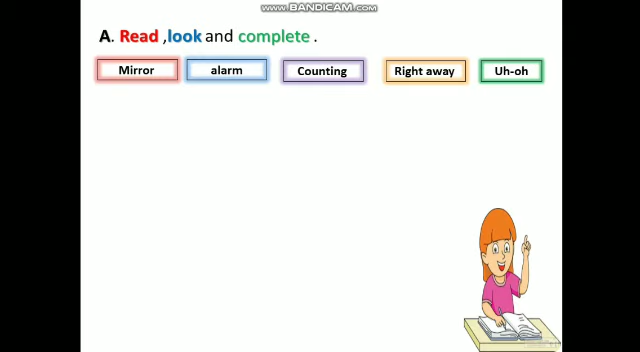 WWW.BANDICAM.COM
A. Read ,look and complete .
Mirror alarm Counting Right away Uh-oh